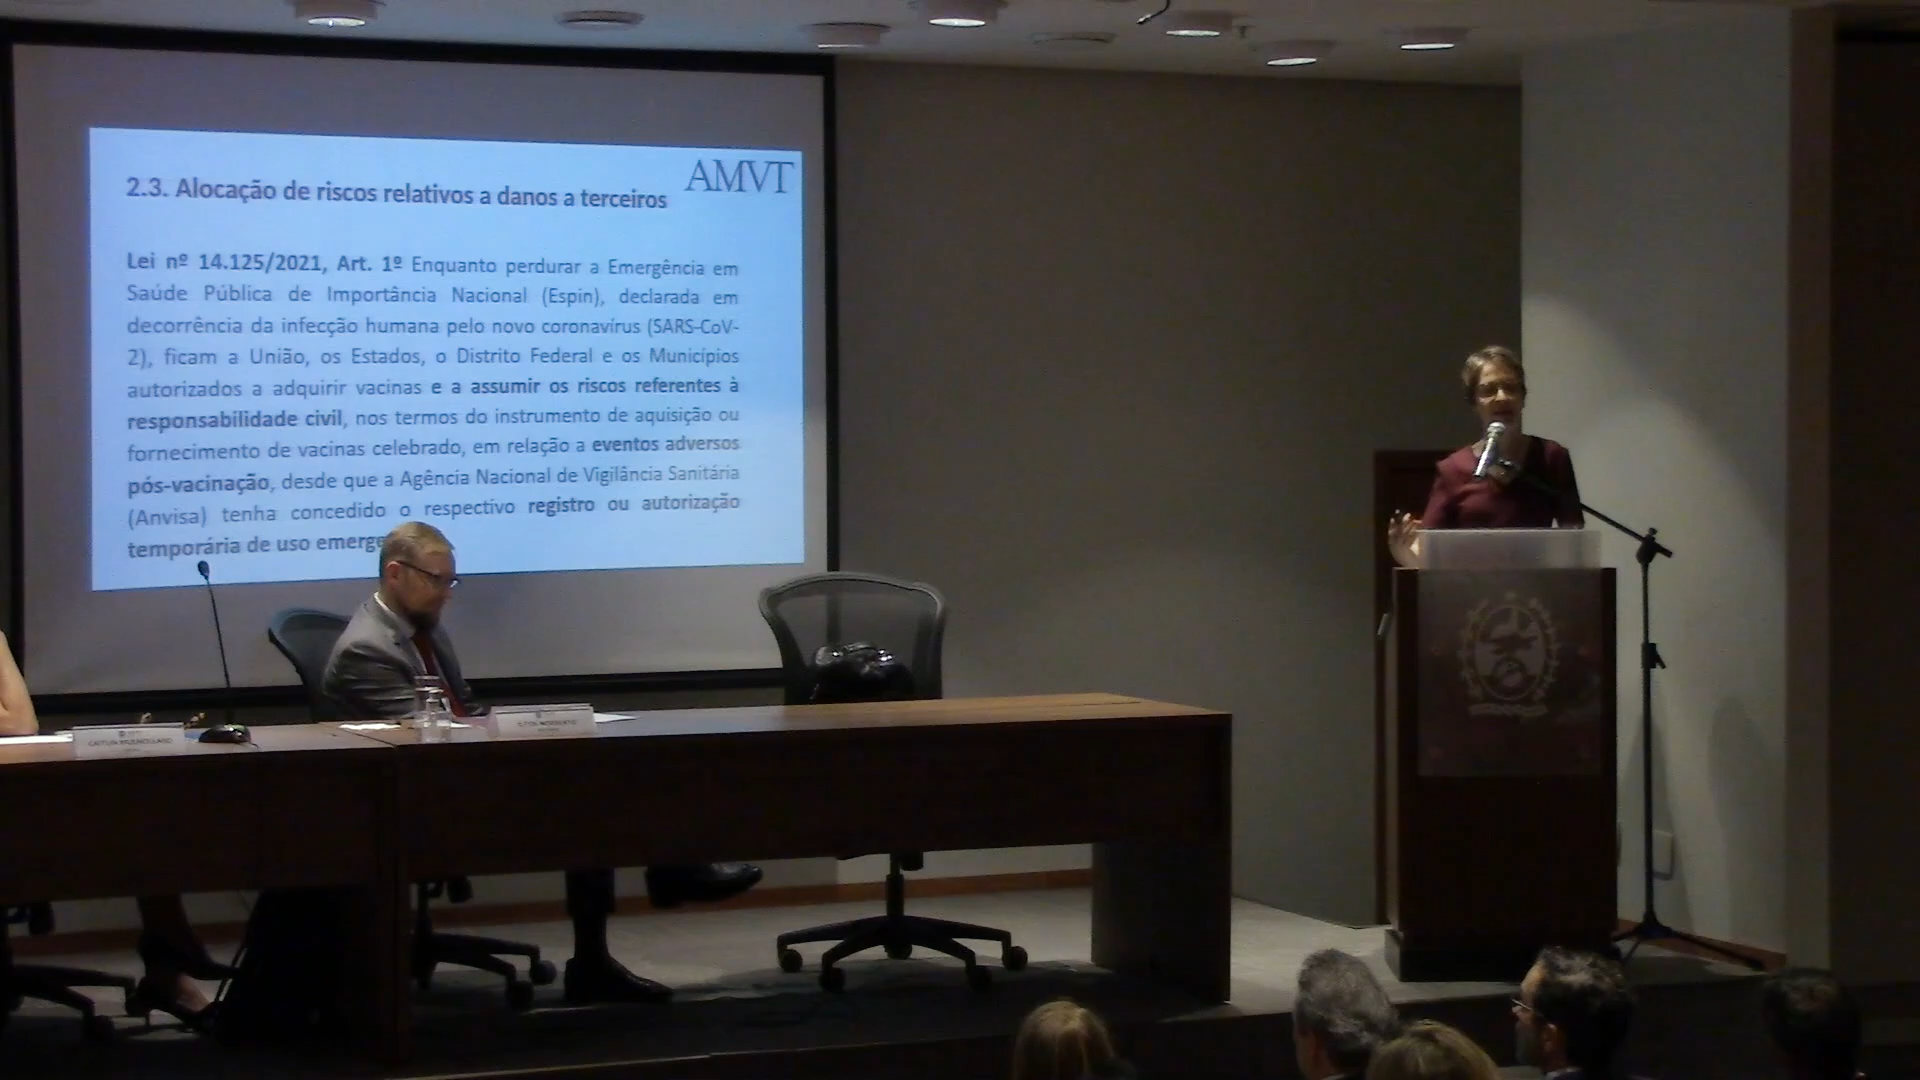 AMVT
2.3. Alocação de riscos relativos a danos a terceiros
Lei nº 14.125/2021, Art. 1º Enquanto perdurar a Emergência em
Saúde Pública de Importância Nacional (Espin), declarada em
decorrência da infecção humana pelo novo coronavírus (SARS-CoV-
2), ficam a União, os Estados, o Distrito Federal e os Municípios
autorizados a adquirir vacinas e a assumir os riscos referentes à
responsabilidade civil, nos termos do instrumento de aquisição ou
fornecimento de vacinas celebrado, em relação a eventos adversos
pós-vacinação, desde que a Agência Nacional de Vigilância Sanitária
(Anvisa) tenha concedido o respectivo registro ou autorização
temporária de uso emerge
CAITLIN MULHOLLAND